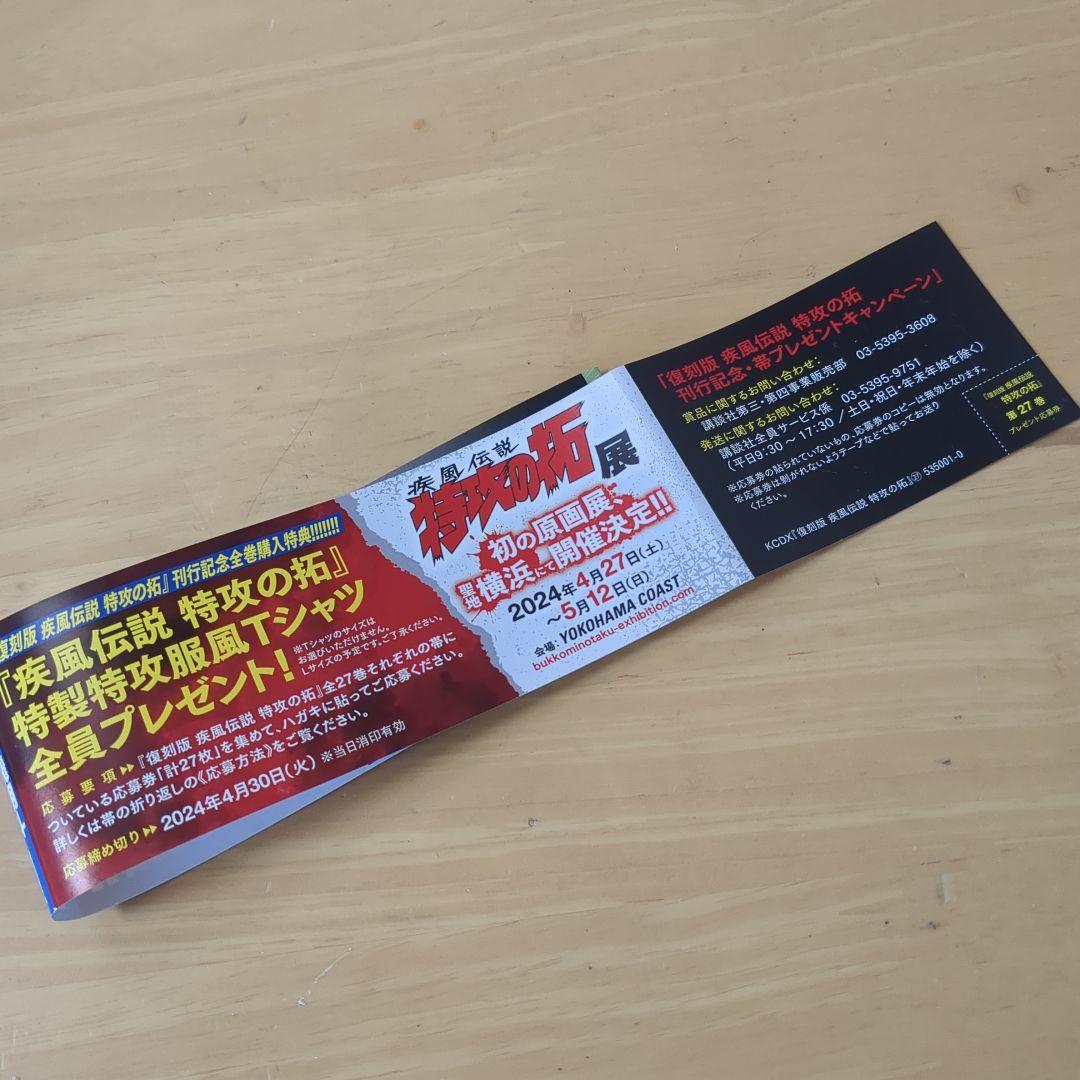 復刻版 疾風伝説 特攻の拓』刊行記念全巻購入特典!!!!!!!
『疾風伝説 特攻の拓』
特製特攻服風Tシャツ
全員プレゼント!
※Tシャツのサイズは
お選びいただけません。
Lサイズの予定です。ご了承ください。
応募要項▶▶『復刻版 疾風伝説 特攻の拓』全27巻それぞれの帯に
ついている応募券「計27枚」を集めて、ハガキに貼ってご応募ください。
詳しくは帯の折り返しの《応募方法》をご覧ください。
応募締め切り▶▶2024年4月30日(火) ※当日消印有効
疾風伝説
特攻の拓 展
初の原画展、
聖地横浜にて開催決定!!
2024年4月27日(土)
〜5月12日(日)
会場:YOKOHAMA COAST
bukkominotaku-exhibition.com
「復刻版 疾風伝説 特攻の拓
刊行記念・帯プレゼントキャンペーン」
賞品に関するお問い合わせ:
講談社第三・第四事業販売部 03-5395-3608
発送に関するお問い合わせ:
講談社全員サービス係 03-5395-9751
(平日9:30〜17:30/土日・祝日・年末年始を除く)
※応募券の貼られていないもの、応募券のコピーは無効となります。
※応募券は剝がれないようテープなどで貼ってお送り
ください。
KCDX『復刻版 疾風伝説 特攻の拓』㉗ 535001-0
『復刻版 疾風伝説
特攻の拓』
第27巻
プレゼント応募券